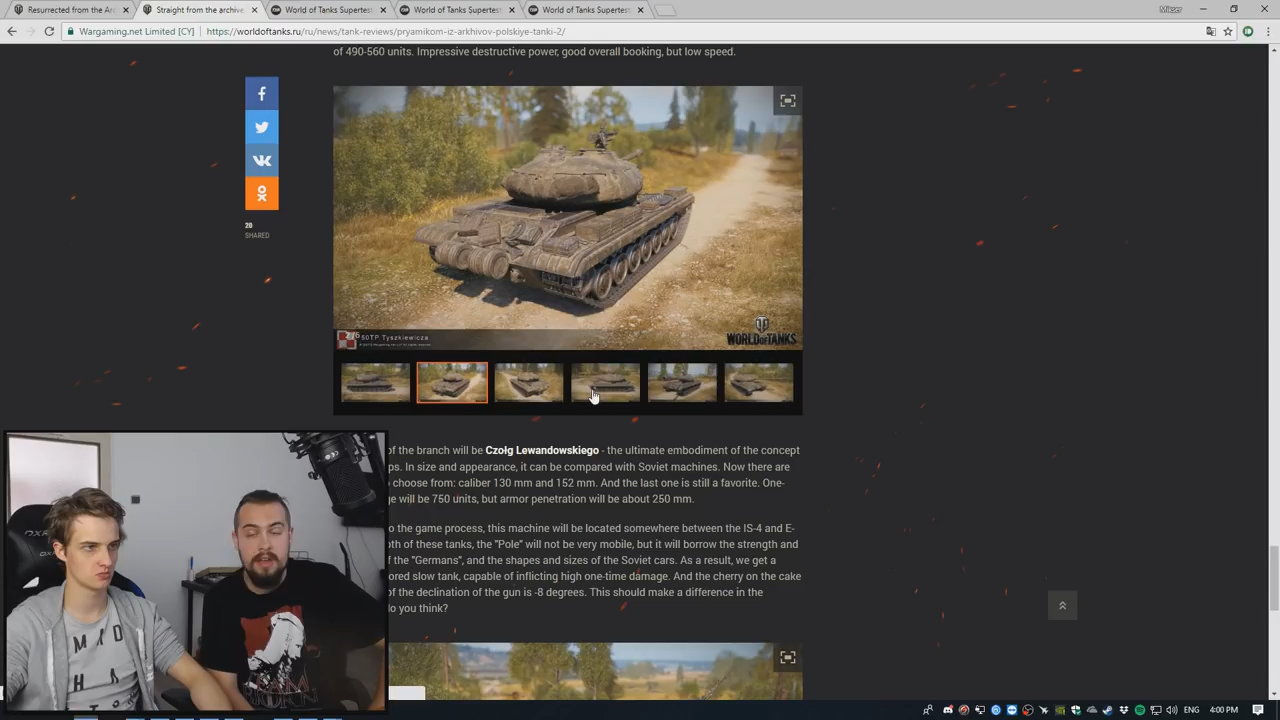 Resurrected from the Ar
Straight from the archive
World of Tanks Supertest
World of Tanks Supertest
World of Tanks Supertest
Wargaming.net Limited [CY]
https://worldoftanks.ru/ru/news/tank-reviews/pryamikom-iz-arkhivov-polskiye-tanki-2/
of 490-560 units. Impressive destructive power, good overall booking, but low speed.
20
SHARED
50TP Tyszkiewicza
WORLD OF TANKS
of the branch will be Czołg Lewandowskiego - the ultimate embodiment of the concept
ps. In size and appearance, it can be compared with Soviet machines. Now there are
choose from: caliber 130 mm and 152 mm. And the last one is still a favorite. One-
ge will be 750 units, but armor penetration will be about 250 mm.
o the game process, this machine will be located somewhere between the IS-4 and E-
oth of these tanks, the "Pole" will not be very mobile, but it will borrow the strength and
f the "Germans", and the shapes and sizes of the Soviet cars. As a result, we get a
ored slow tank, capable of inflicting high one-time damage. And the cherry on the cake
of the declination of the gun is -8 degrees. This should make a difference in the
do you think?
ENG
4:00 PM